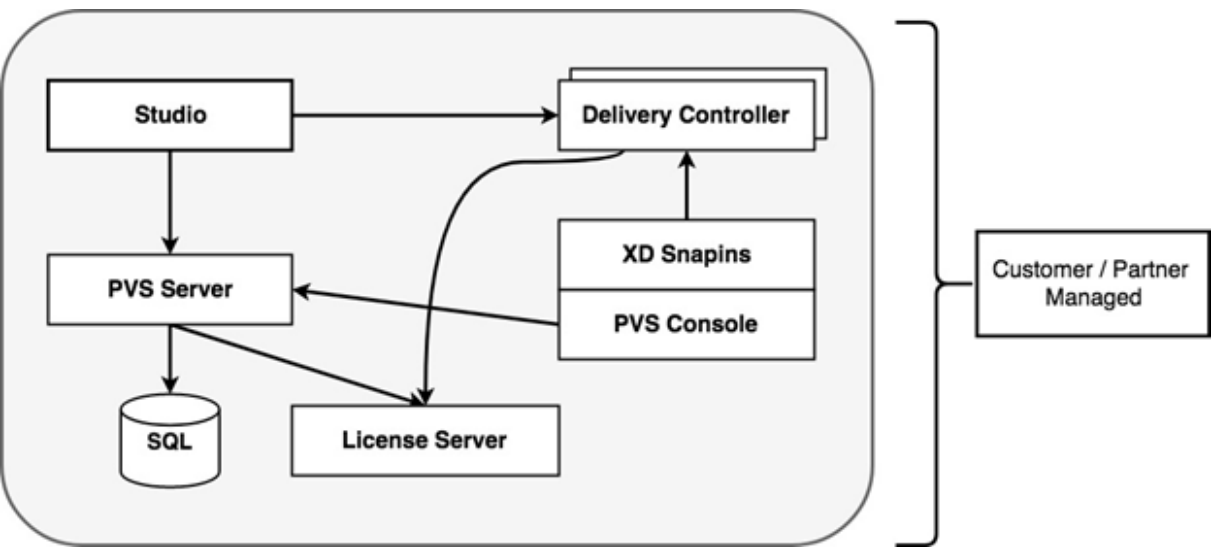 Studio
Delivery Controller
XD Snapins
PVS Server
PVS Console
SQL
License Server
Customer / Partner
Managed